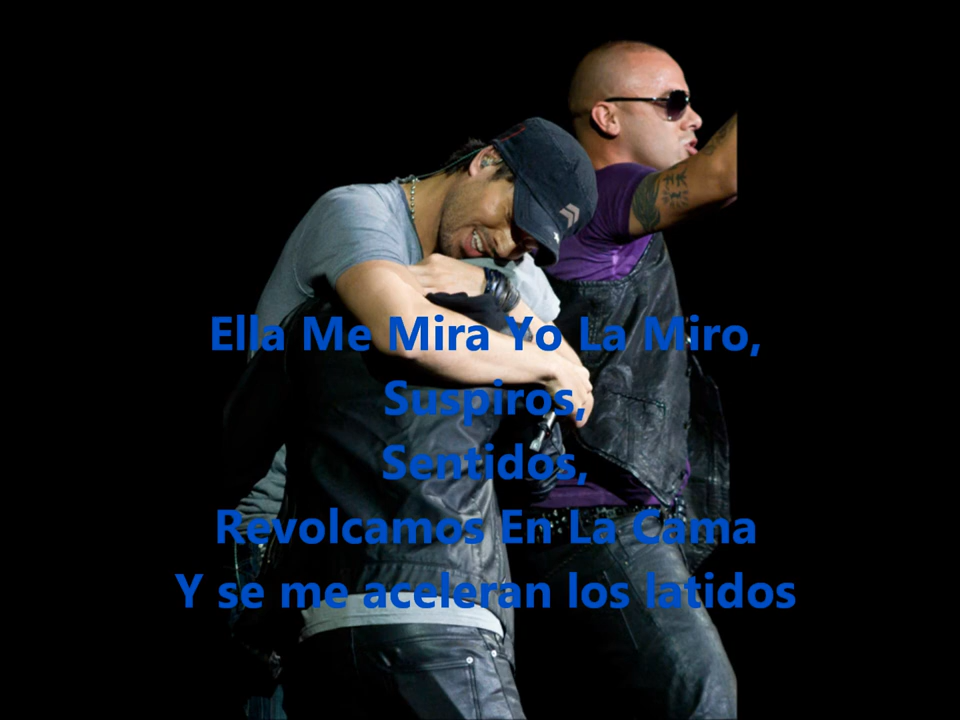 Ella Me Mira Yo La Miro,
Suspiros,
Sentidos,
Revolcamos En La Cama
Y se me aceleran los latidos